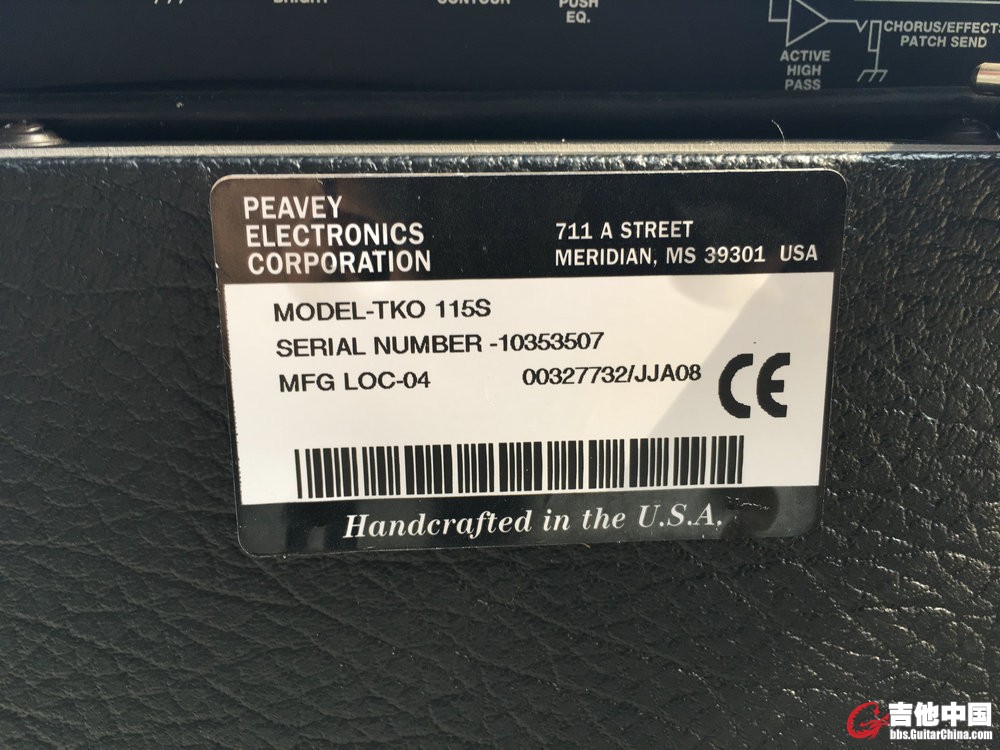 BRIGHT
CONTOUR
PUSH
EQ.
CHORUS/EFFECTS
PATCH SEND
ACTIVE
HIGH
PASS
PEAVEY
ELECTRONICS
CORPORATION
711 A STREET
MERIDIAN, MS 39301 USA
MODEL-TKO 115S
SERIAL NUMBER -10353507
MFG LOC-04 00327732/JJA08
CE
Handcrafted in the U.S.A.
吉他中国
bbs.GuitarChina.com